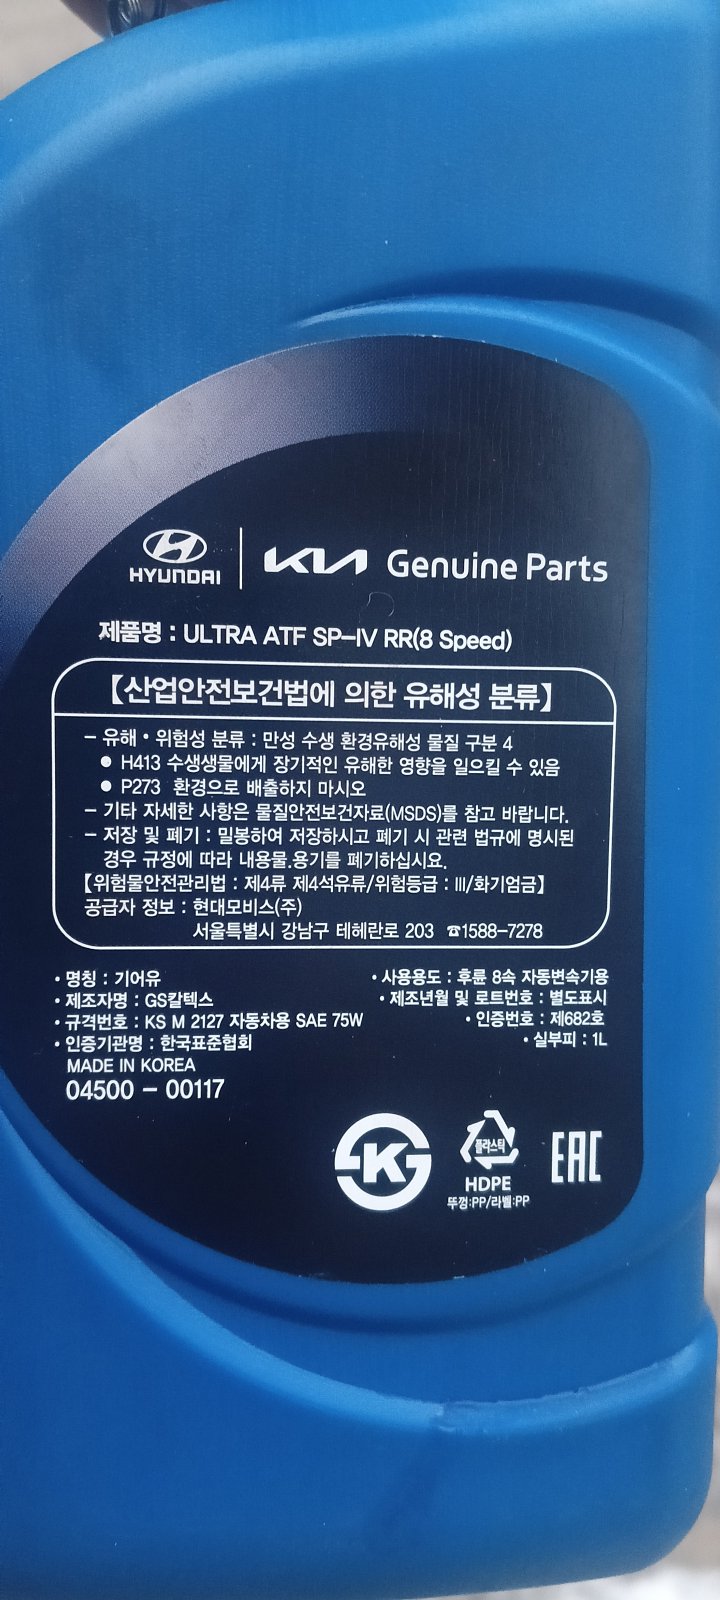 HYUNDAI KIA Genuine Parts
제품명 : ULTRA ATF SP-IV RR(8 Speed)
【산업안전보건법에 의한 유해성 분류】
- 유해 • 위험성 분류 : 만성 수생 환경유해성 물질 구분 4
● H413 수생생물에게 장기적인 유해한 영향을 일으킬 수 있음
● P273 환경으로 배출하지 마시오
- 기타 자세한 사항은 물질안전보건자료(MSDS)를 참고 바랍니다.
- 저장 및 폐기 : 밀봉하여 저장하시고 폐기 시 관련 법규에 명시된
경우 규정에 따라 내용물.용기를 폐기하십시요.
【위험물안전관리법 : 제4류 제4석유류/위험등급 : III/화기엄금】
공급자 정보 : 현대모비스(주)
서울특별시 강남구 테헤란로 203 ☎1588-7278
• 명칭 : 기어유 • 사용용도 : 후륜 8속 자동변속기용
• 제조자명 : GS칼텍스 • 제조년월 및 로트번호 : 별도표시
• 규격번호 : KS M 2127 자동차용 SAE 75W • 인증번호 : 제682호
• 인증기관명 : 한국표준협회 • 실부피 : 1L
MADE IN KOREA
04500 - 00117
K 플라스틱 EAC
HDPE
뚜껑:PP/라벨:PP